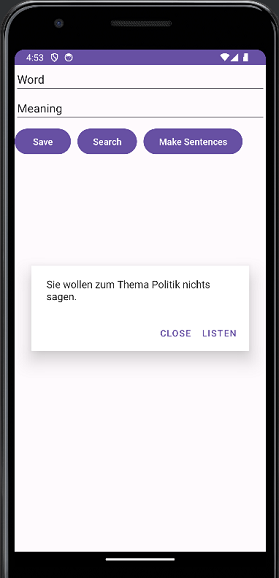 4:53
Word
Meaning
Save Search Make Sentences
Sie wollen zum Thema Politik nichts
sagen.
CLOSE LISTEN